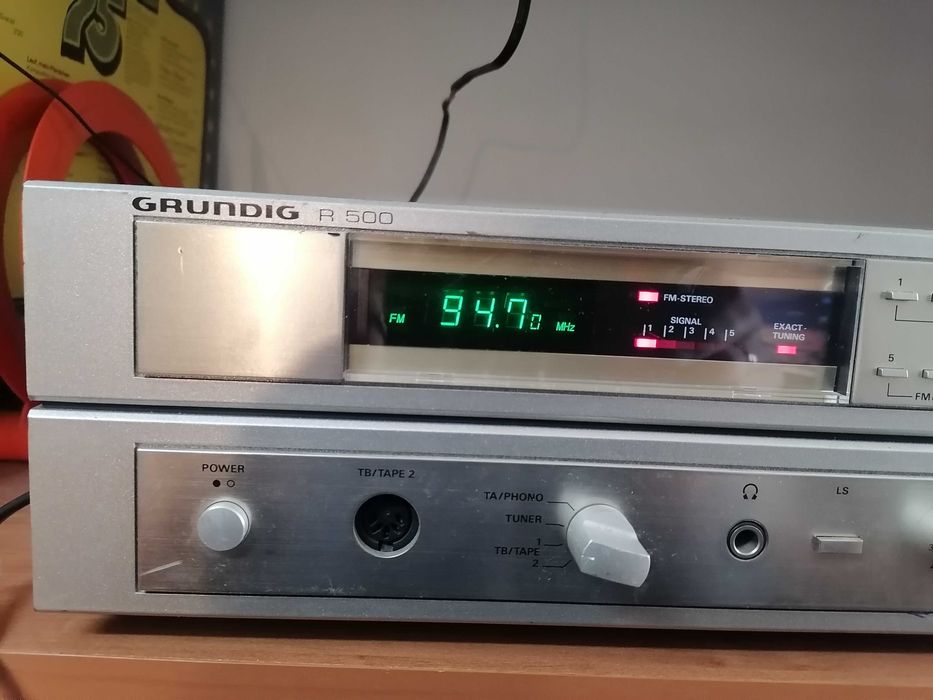 GRUNDIG R 500
FM 94.70 MHz
FM-STEREO
SIGNAL
1 2 3 4 5
EXACT-
TUNING
1
5
FM
POWER
TB/TAPE 2
TA/PHONO
TUNER
1
TB/TAPE
2
LS